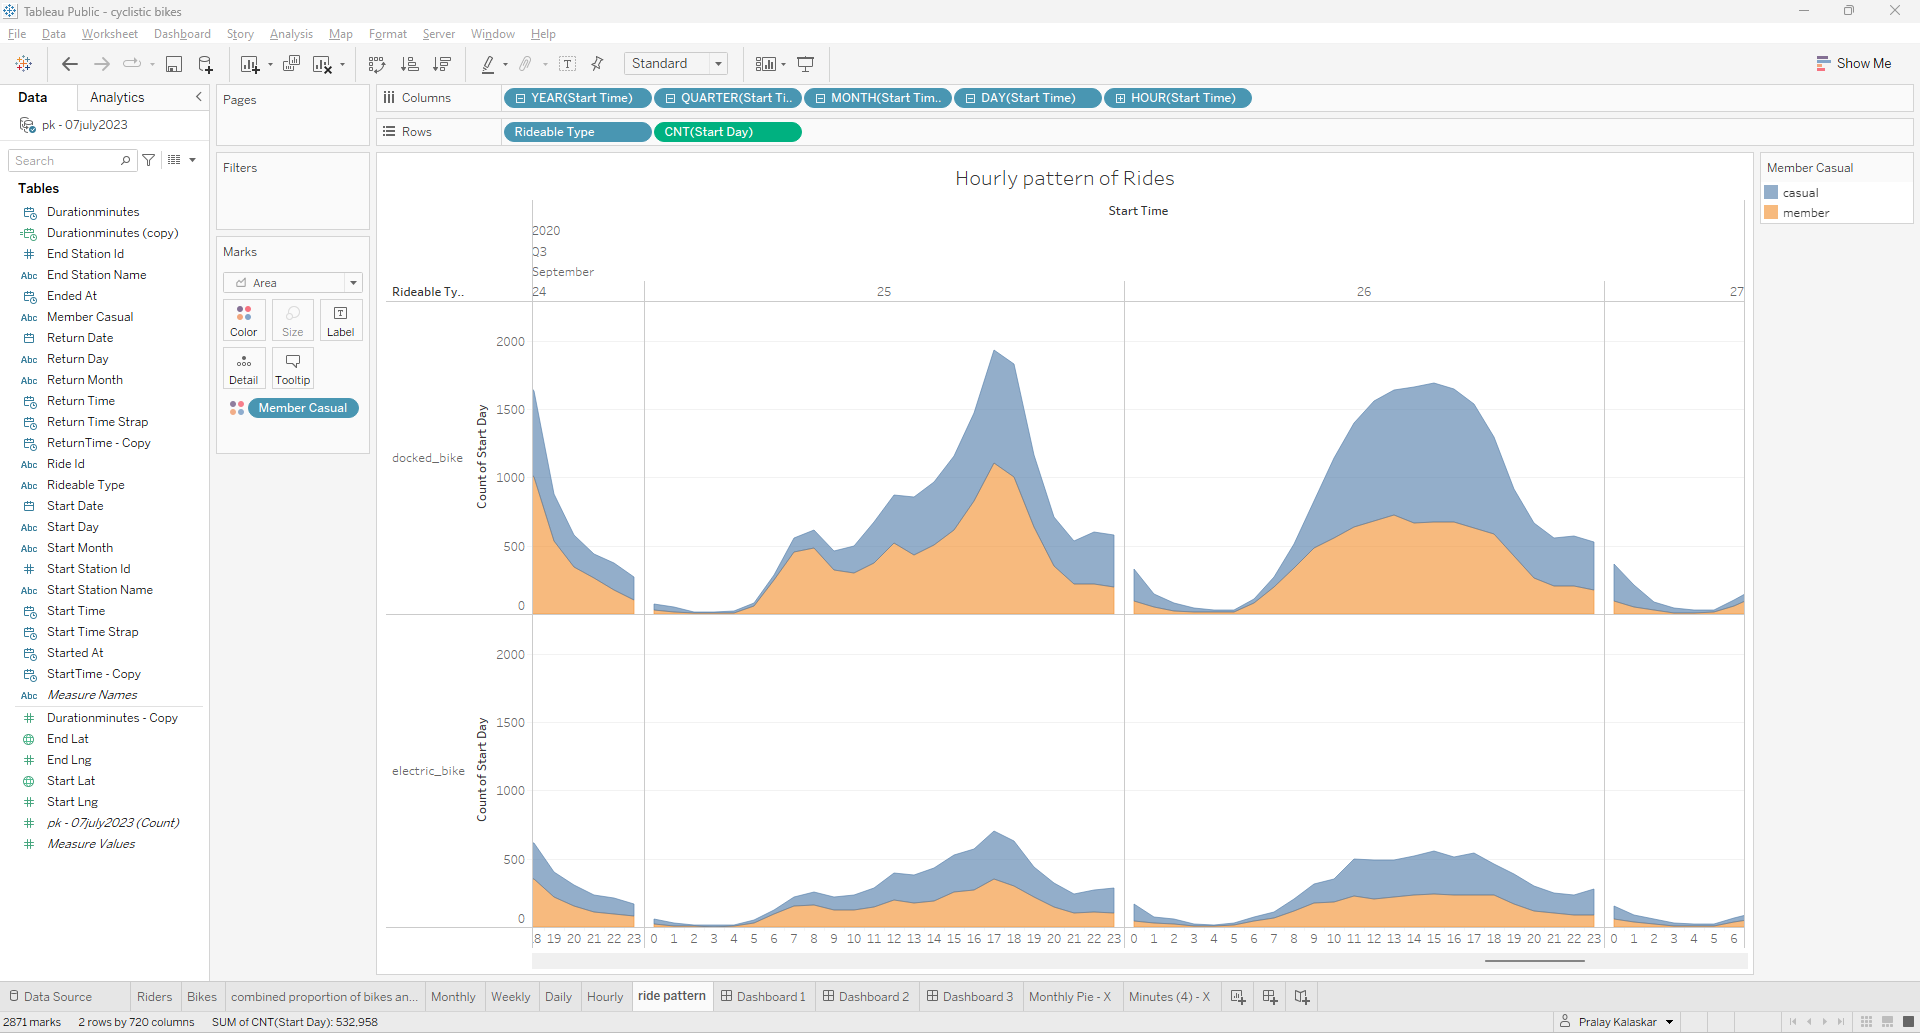 Tableau Public - cyclistic bikes
File Data Worksheet Dashboard Story Analysis Map Format Server Window Help
Standard
Show Me
Data Analytics
pk - 07july2023
Search
Tables
Durationminutes
Durationminutes (copy)
End Station Id
Abc End Station Name
Ended At
Abc Member Casual
Return Date
Abc Return Day
Abc Return Month
Return Time
Return Time Strap
ReturnTime - Copy
Abc Ride Id
Abc Rideable Type
Start Date
Abc Start Day
Abc Start Month
Start Station Id
Abc Start Station Name
Start Time
Start Time Strap
Started At
StartTime - Copy
Abc Measure Names
Durationminutes - Copy
End Lat
End Lng
Start Lat
Start Lng
pk - 07july2023 (Count)
Measure Values
Pages
Filters
Marks
Area
Color Size Label
Detail Tooltip
Member Casual
Columns YEAR(Start Time) QUARTER(Start Ti.. MONTH(Start Tim.. DAY(Start Time) HOUR(Start Time)
Rows Rideable Type CNT(Start Day)
Hourly pattern of Rides
Start Time
2020
Q3
September
Rideable Ty.. 24 25 26 27
docked_bike
Count of Start Day
2000
1500
1000
500
0
electric_bike
Count of Start Day
2000
1500
1000
500
0
8 19 20 21 22 23 0 1 2 3 4 5 6 7 8 9 10 11 12 13 14 15 16 17 18 19 20 21 22 23 0 1 2 3 4 5 6 7 8 9 10 11 12 13 14 15 16 17 18 19 20 21 22 23 0 1 2 3 4 5 6
Member Casual
casual
member
Data Source Riders Bikes combined proportion of bikes an... Monthly Weekly Daily Hourly ride pattern Dashboard 1 Dashboard 2 Dashboard 3 Monthly Pie - X Minutes (4) - X
2871 marks 2 rows by 720 columns SUM of CNT(Start Day): 532,958 Pralay Kalaskar